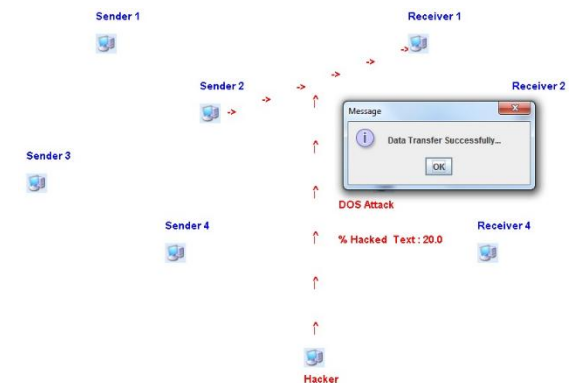 Sender 1
Receiver 1
Sender 2
Receiver 2
Message
Data Transfer Successfully...
OK
Sender 3
DOS Attack
Sender 4
Receiver 4
% Hacked Text : 20.0
Hacker